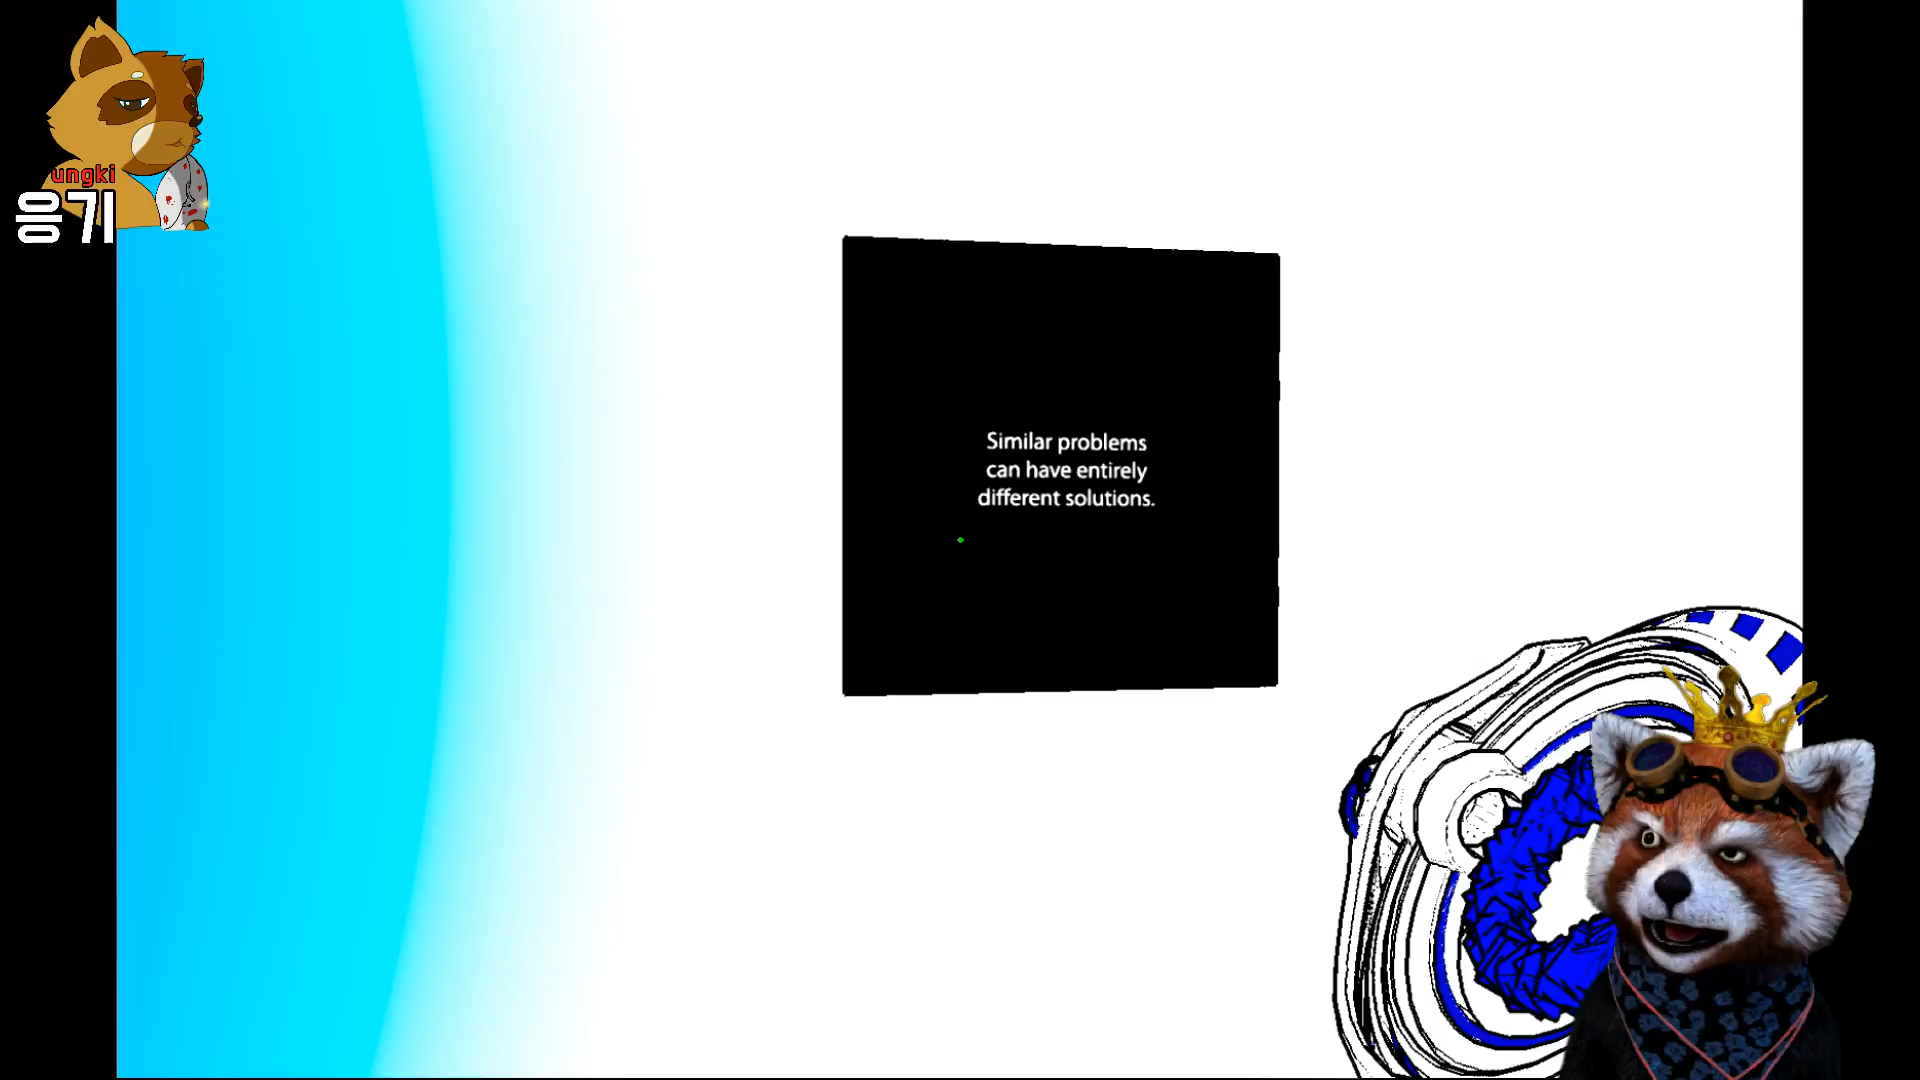 ungki
응기
Similar problems
can have entirely
different solutions.